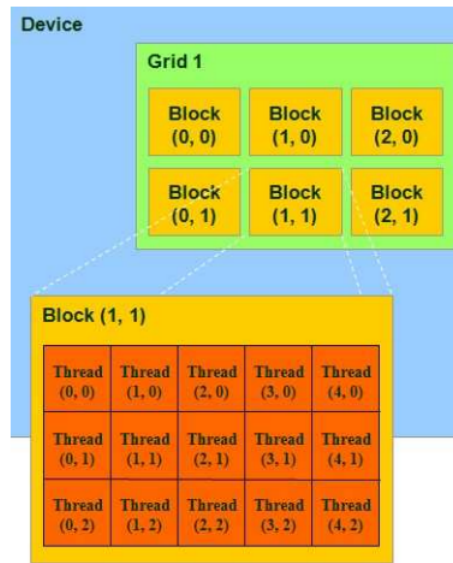 Device
Grid 1
Block Block Block
(0, 0) (1, 0) (2, 0)
Block Block Block
(0, 1) (1, 1) (2, 1)
Block (1, 1)
Thread Thread Thread Thread Thread
(0, 0) (1, 0) (2, 0) (3, 0) (4, 0)
Thread Thread Thread Thread Thread
(0, 1) (1, 1) (2, 1) (3, 1) (4, 1)
Thread Thread Thread Thread Thread
(0, 2) (1, 2) (2, 2) (3, 2) (4, 2)